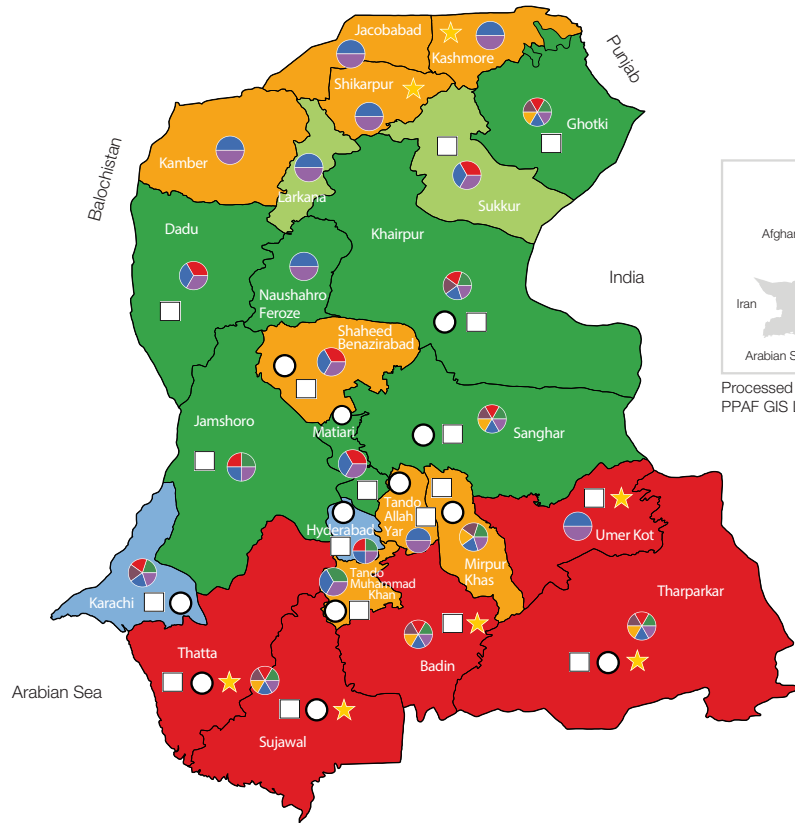 Jacobabad
Kashmore
Punjab
Shikarpur
Ghotki
Balochistan
Kamber
Larkana
Sukkur
Dadu
Khairpur
Afghan
India
Naushahro
Feroze
Iran
Shaheed
Benazirabad
Arabian S
Processed
PPAF GIS L
Jamshoro
Matiari
Sanghar
Tando
Allah
Yar
Hyderabad
Umer Kot
Mirpur
Khas
Tando
Muhammad
Khan
Karachi
Tharparkar
Thatta
Badin
Arabian Sea
Sujawal